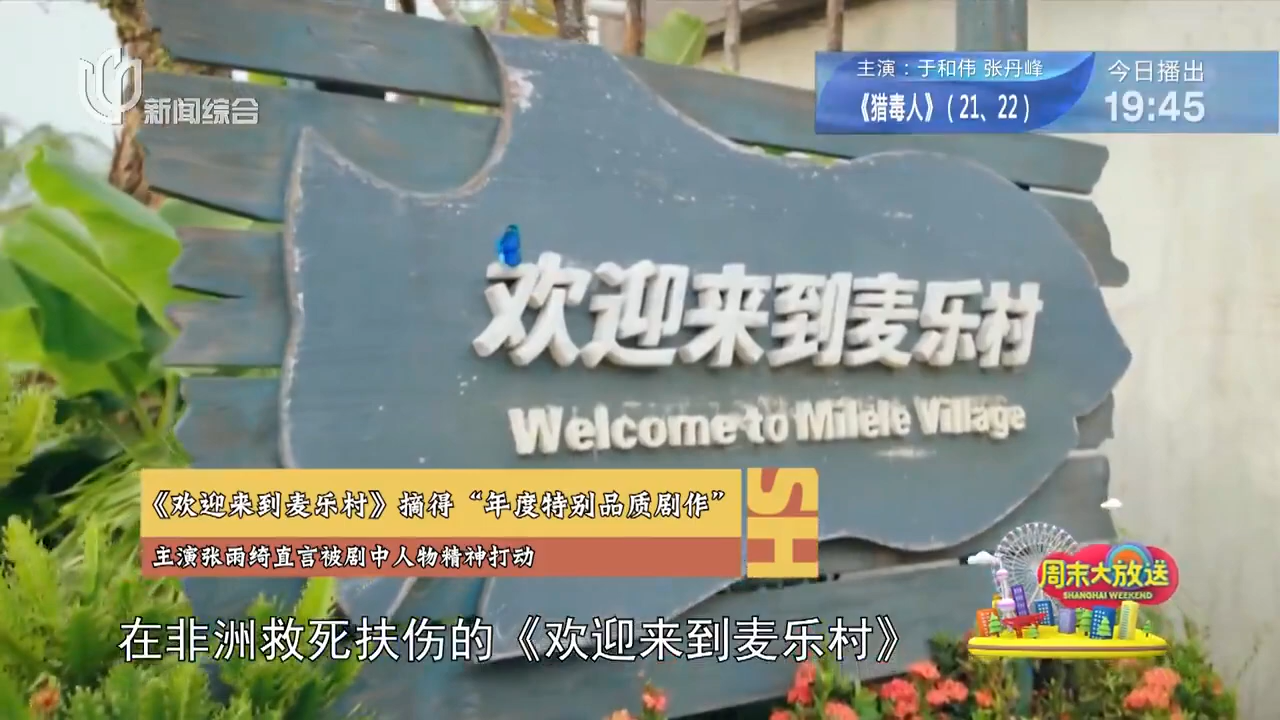 新闻综合
主演：于和伟 张丹峰
《猎毒人》(21、22)
今日播出
19:45
欢迎来到麦乐村
Welcome to Milele Village
《欢迎来到麦乐村》摘得“年度特别品质剧作”
主演张雨绮直言被剧中人物精神打动
SH
周末大放送
SHANGHAI WEEKEND
在非洲救死扶伤的《欢迎来到麦乐村》